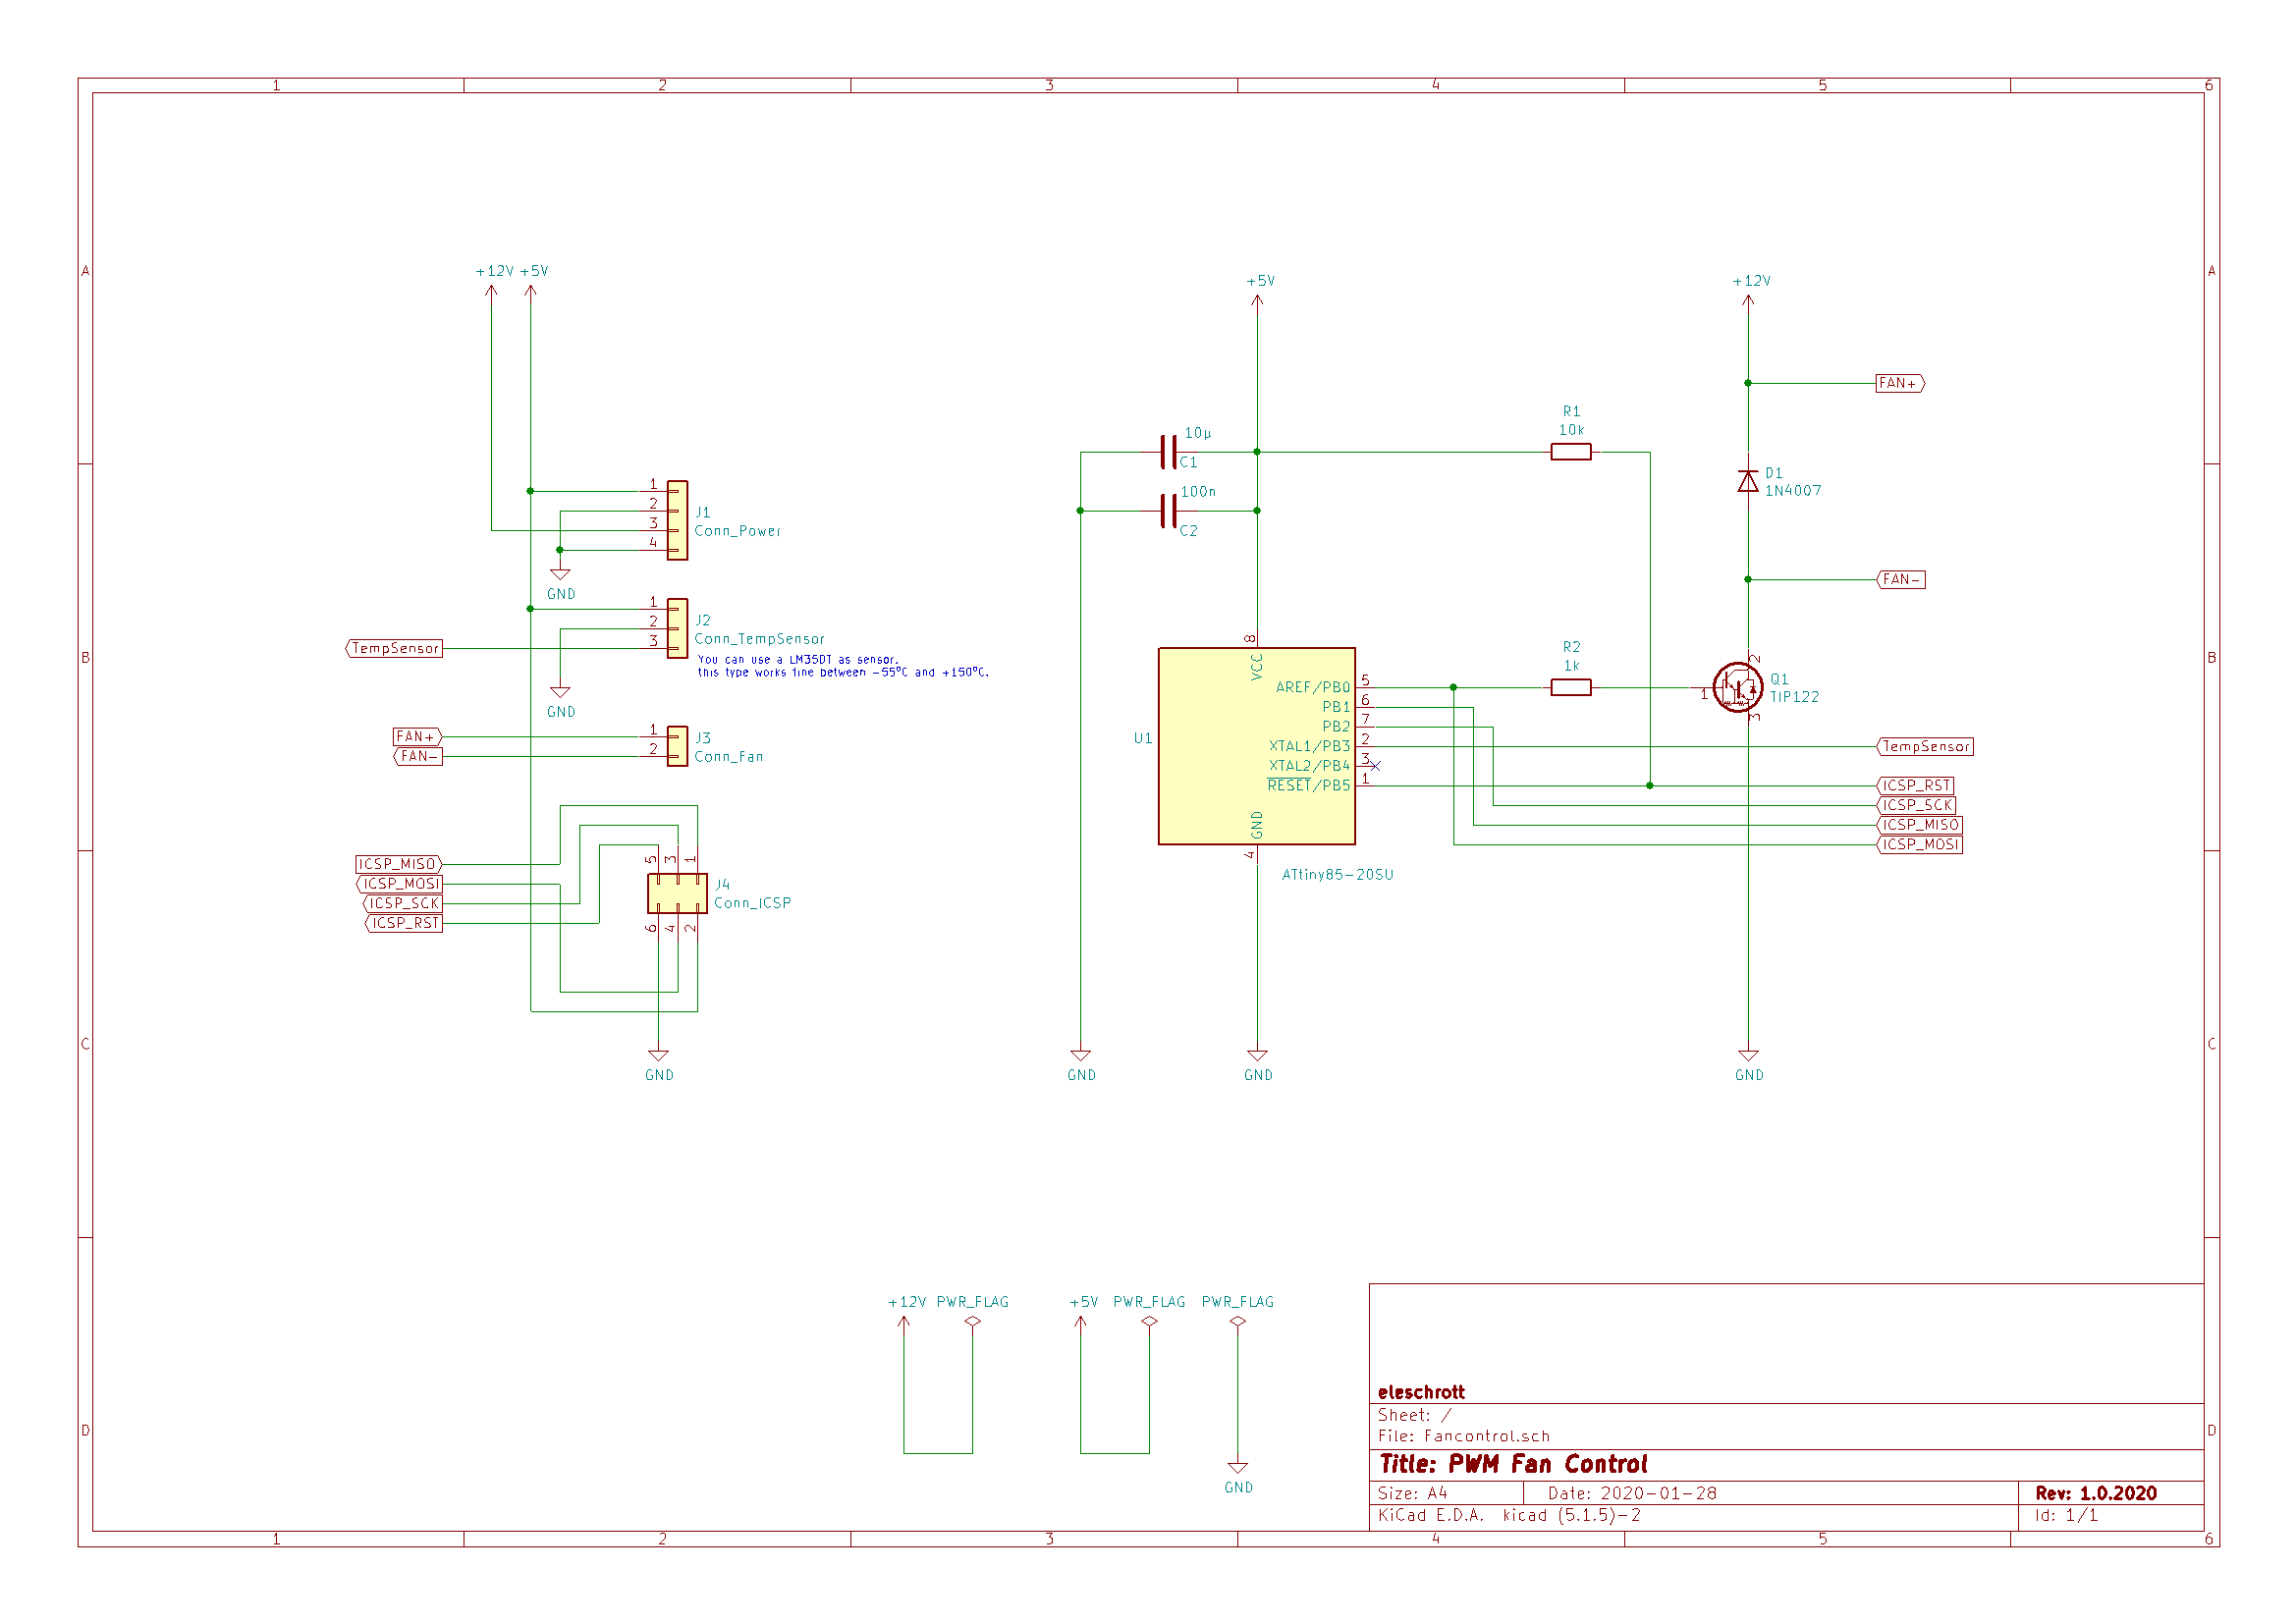 1 2 3 4 5 6
A A
B B
C C
D D
+12V +5V
1
2
3
4
J1
Conn_Power
GND
1
2
3
J2
Conn_TempSensor
You can use a LM35DT as sensor,
this type works fine between -55°C and +150°C.
TempSensor
GND
FAN+
FAN-
1
2
J3
Conn_Fan
ICSP_MISO
ICSP_MOSI
ICSP_SCK
ICSP_RST
5 3 1
6 4 2
J4
Conn_ICSP
GND
+5V
10µ
C1
100n
C2
R1
10k
R2
1k
8
VCC
AREF/PB0 5
PB1 6
PB2 7
XTAL1/PB3 2
XTAL2/PB4 3
RESET/PB5 1
GND
4
U1
ATtiny85-20SU
GND
GND
+12V
FAN+
D1
1N4007
FAN-
1
2
3
Q1
TIP122
TempSensor
ICSP_RST
ICSP_SCK
ICSP_MISO
ICSP_MOSI
GND
+12V PWR_FLAG
+5V PWR_FLAG
PWR_FLAG
GND
eleschrott
Sheet: /
File: Fancontrol.sch
Title: PWM Fan Control
Size: A4 Date: 2020-01-28 Rev: 1.0.2020
KiCad E.D.A. kicad (5.1.5)-2 Id: 1/1
1 2 3 4 5 6